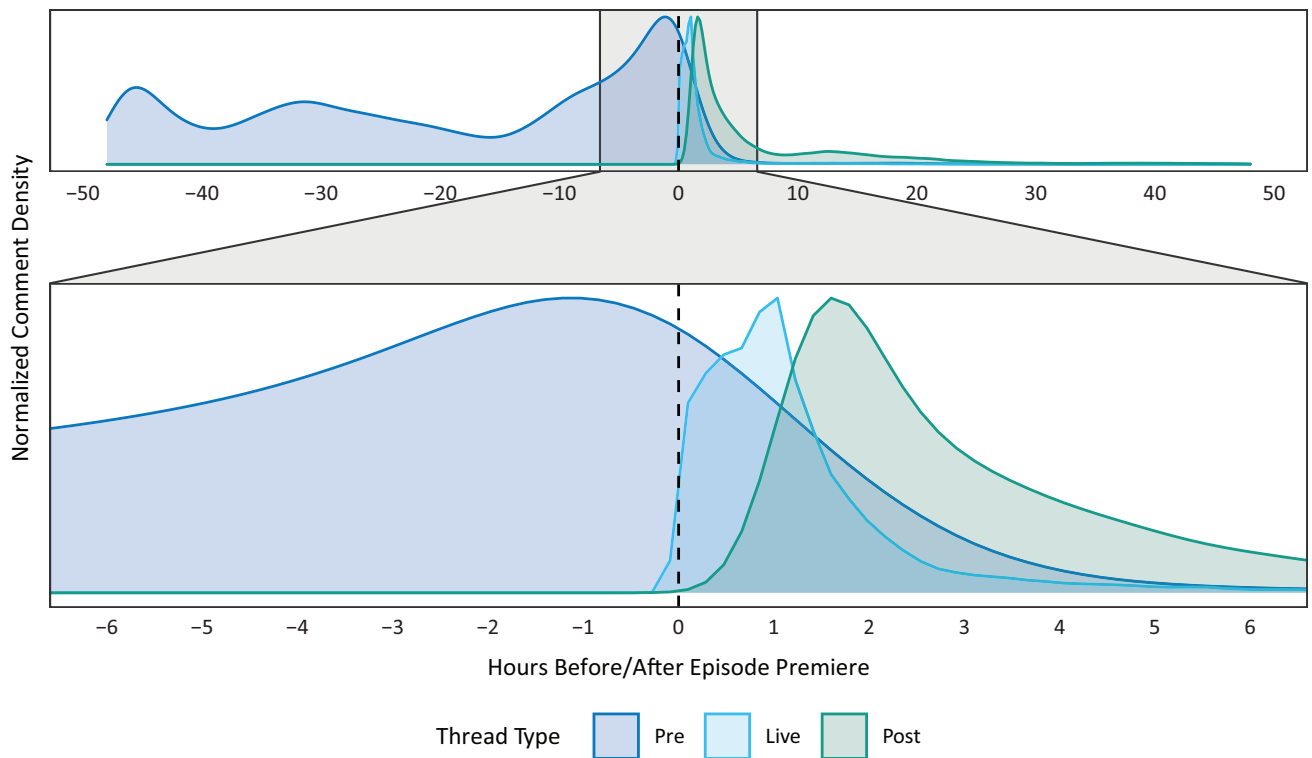 −50 −40 −30 −20 −10 0 10 20 30 40 50
Normalized Comment Density
−6 −5 −4 −3 −2 −1 0 1 2 3 4 5 6
Hours Before/After Episode Premiere
Thread Type Pre Live Post